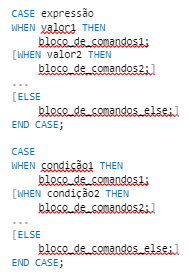 CASE expressão
WHEN valor1 THEN
bloco_de_comandos1;
[WHEN valor2 THEN
bloco_de_comandos2;]
...
[ELSE
bloco_de_comandos_else;]
END CASE;
CASE
WHEN condição1 THEN
bloco_de_comandos1;
[WHEN condição2 THEN
bloco_de_comandos2;]
...
[ELSE
bloco_de_comandos_else;]
END CASE;